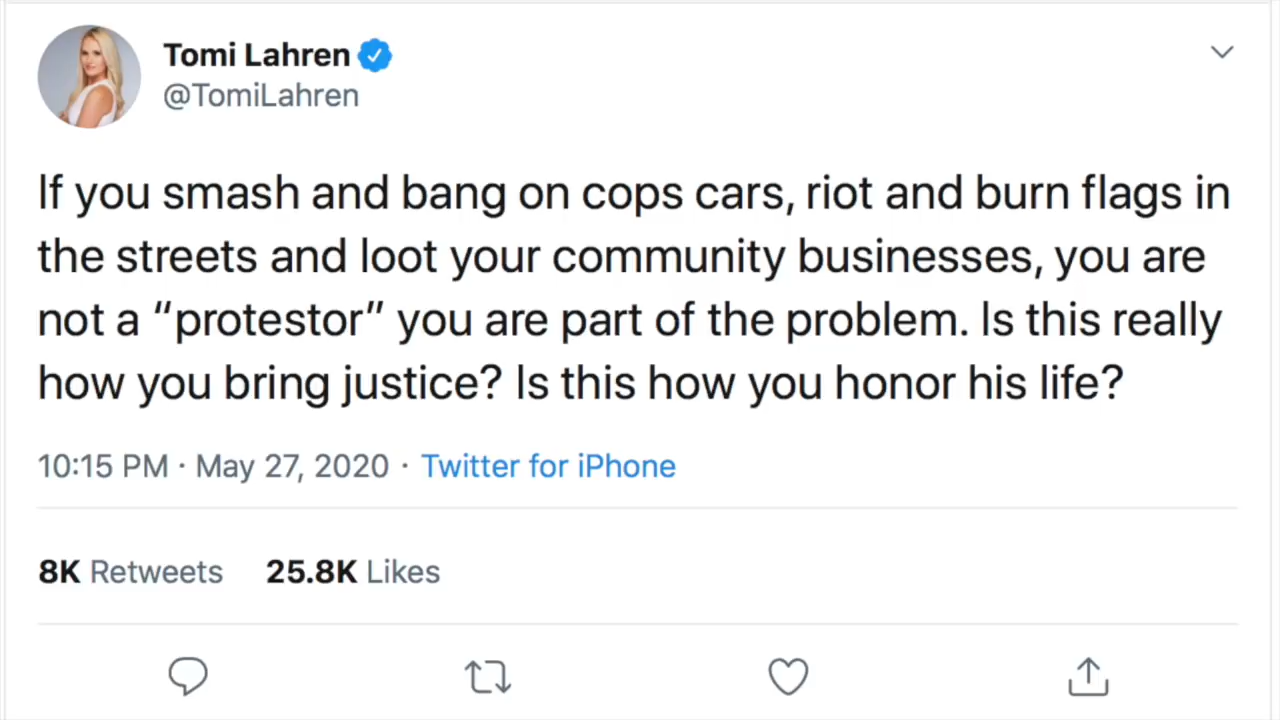 Tomi Lahren
@TomiLahren
If you smash and bang on cops cars, riot and burn flags in
the streets and loot your community businesses, you are
not a “protestor” you are part of the problem. Is this really
how you bring justice? Is this how you honor his life?
10:15 PM · May 27, 2020 · Twitter for iPhone
8K Retweets 25.8K Likes